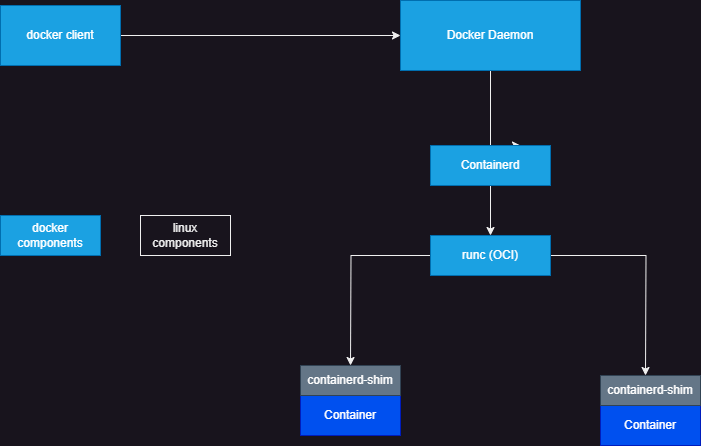 docker client
Docker Daemon
Containerd
docker
components
linux
components
runc (OCI)
containerd-shim
Container
containerd-shim
Container